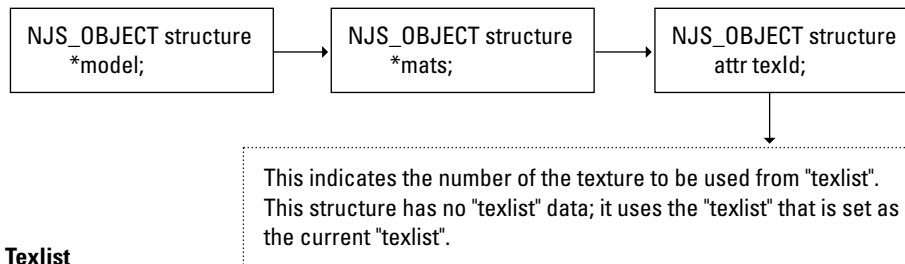 NJS_OBJECT structure
*model;
NJS_OBJECT structure
*mats;
NJS_OBJECT structure
attr texId;
This indicates the number of the texture to be used from "texlist".
This structure has no "texlist" data; it uses the "texlist" that is set as
the current "texlist".
Texlist